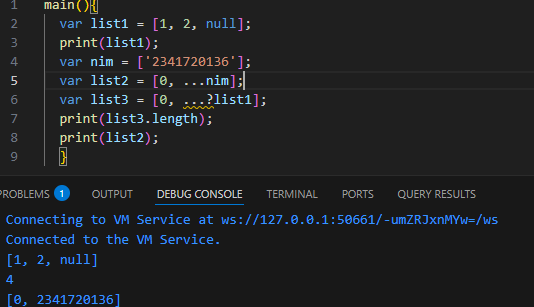 1 main(){
2 var list1 = [1, 2, null];
3 print(list1);
4 var nim = ['2341720136'];
5 var list2 = [0, ...nim];
6 var list3 = [0, ...?list1];
7 print(list3.length);
8 print(list2);
9 }
PROBLEMS 1 OUTPUT DEBUG CONSOLE TERMINAL PORTS QUERY RESULTS
Connecting to VM Service at ws://127.0.0.1:50661/-umZRJxnMYw=/ws
Connected to the VM Service.
[1, 2, null]
4
[0, 2341720136]